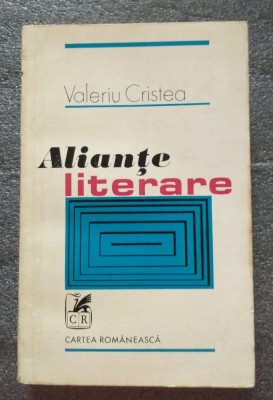 Valeriu Cristea
Alianțe
literare
CR
CARTEA ROMÂNEASCĂ